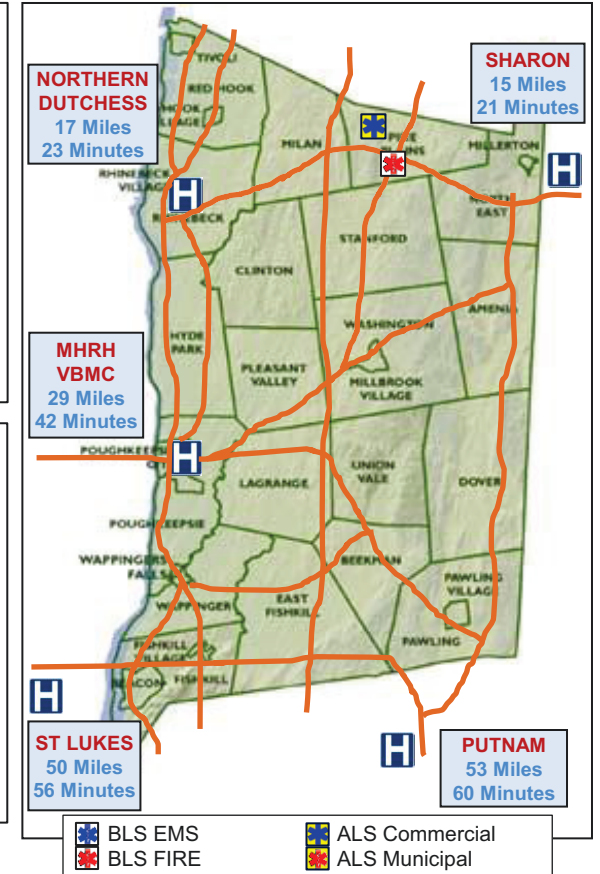 TIVOLI
NORTHERN
DUTCHESS
17 Miles
23 Minutes
SHARON
15 Miles
21 Minutes
RED HOOK
HOOK
LAGE
MILAN
PINE
PLAINS
MILLERTON
RHINEBECK
VILLAGE
H
H
RHINEBECK
NORTH
EAST
STANFORD
CLINTON
AMENIA
WASHINGTON
HYDE
PARK
MHRH
VBMC
29 Miles
42 Minutes
PLEASANT
VALLEY
MILLBROOK
VILLAGE
POUGHKEEPSIE
CITY
H
UNION
VALE
LAGRANGE
DOVER
POUGHKEEPSIE
WAPPINGERS
FALLS
BEEKMAN
PAWLING
VILLAGE
WAPPINGER
EAST
FISHKILL
FISHKILL
VILLAGE
PAWLING
BEACON
FISHKILL
H
ST LUKES
50 Miles
56 Minutes
H
PUTNAM
53 Miles
60 Minutes
BLS EMS
ALS Commercial
BLS FIRE
ALS Municipal